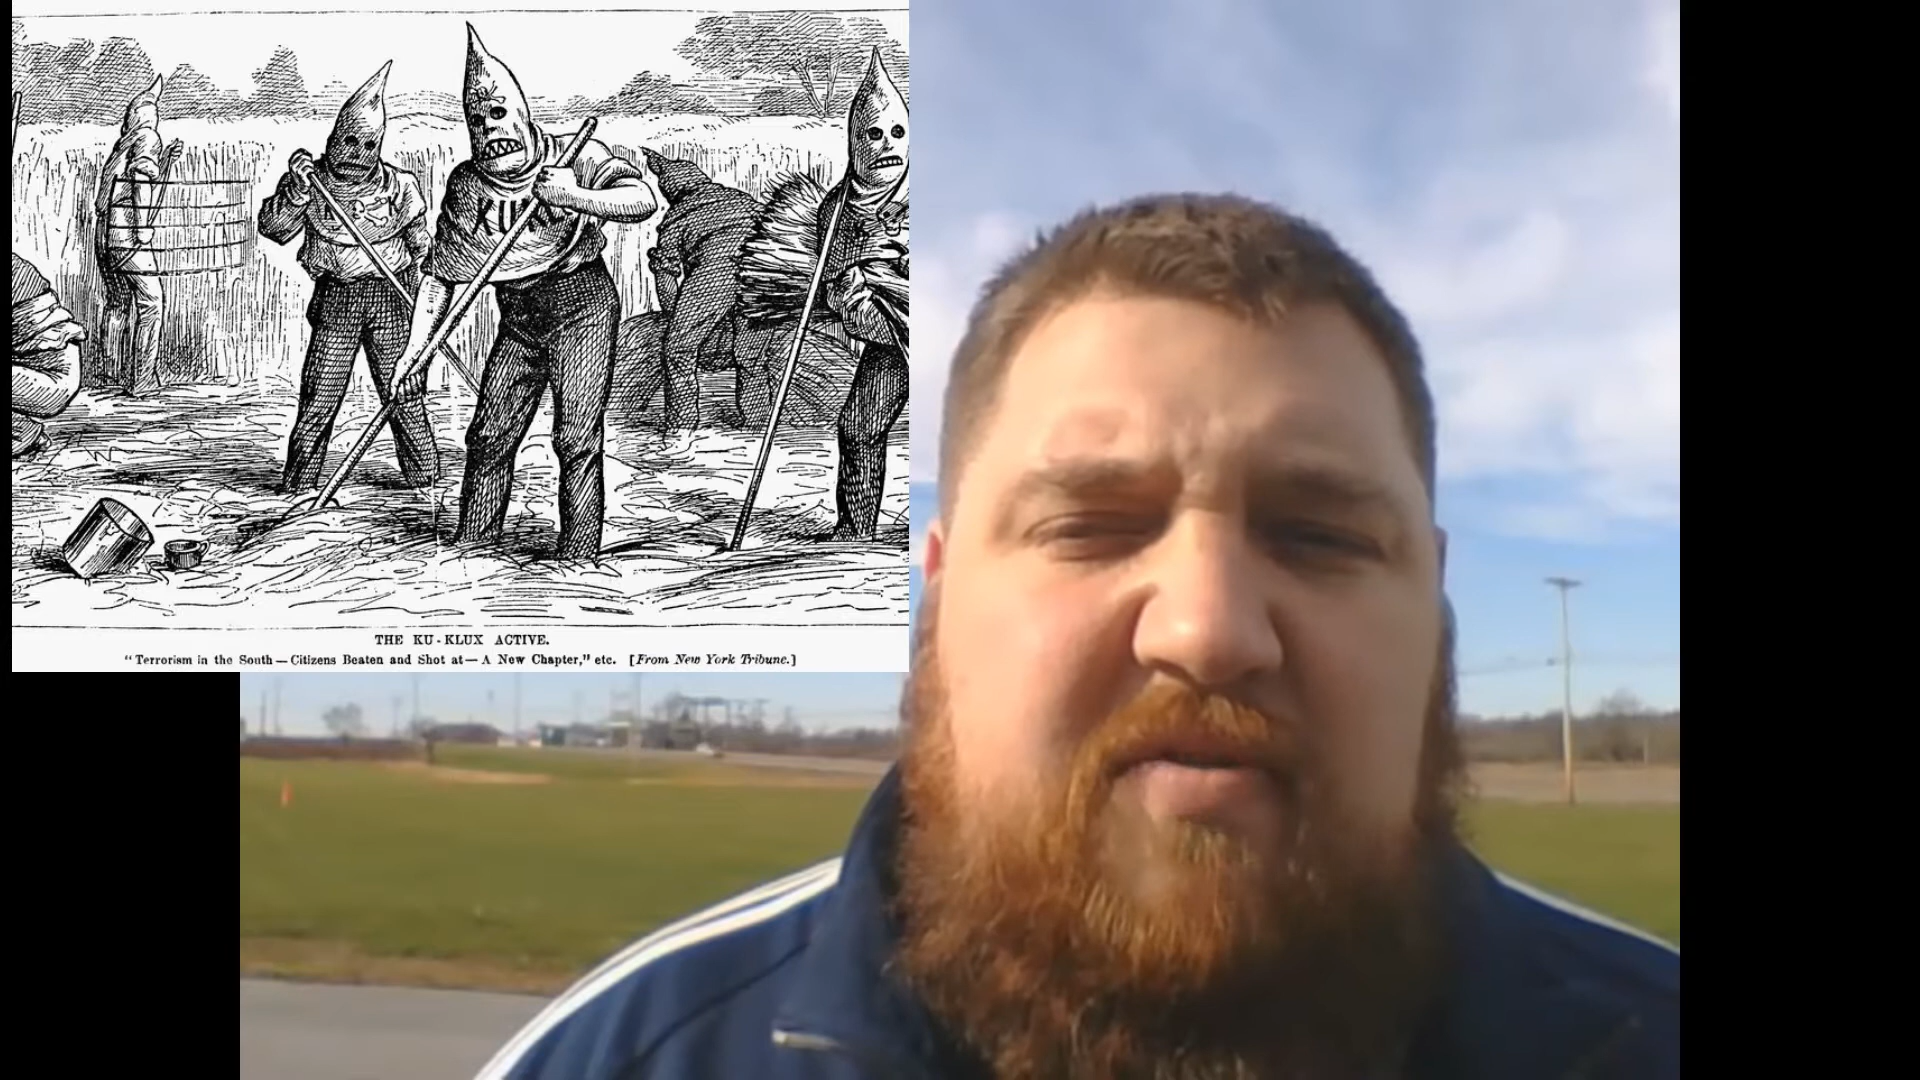 THE KU-KLUX ACTIVE.
"Terrorism in the South—Citizens Beaten and Shot at—A New Chapter," etc. [From New York Tribune.]